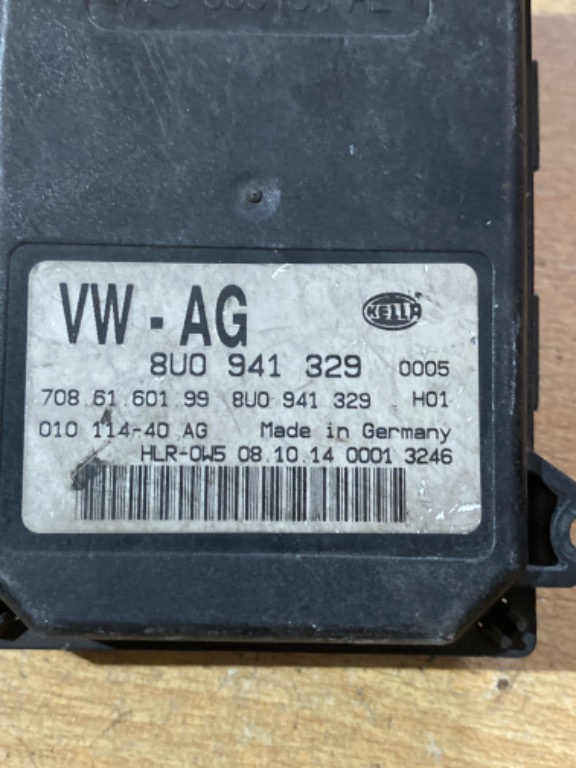 VW - AG
HELLA
8U0 941 329 0005
708 61 601 99 8U0 941 329 H01
010 114-40 AG Made in Germany
HLR-OW5 08.10.14 0001 3246